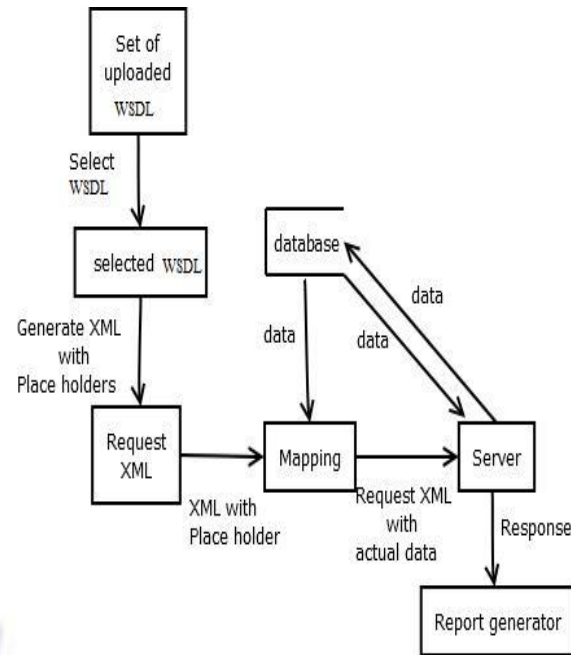 Set of
uploaded
WSDL
Select
WSDL
selected WSDL
Generate XML
with
Place holders
Request
XML
XML with
Place holder
database
data
data
data
Mapping
Request XML
with
actual data
Server
Response
Report generator